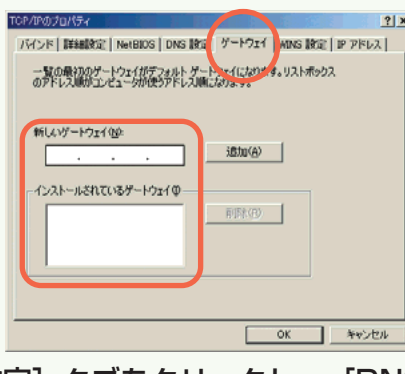 TCP/IPのプロパティ
バインド 詳細設定 NetBIOS DNS 設定 ゲートウェイ WINS 設定 IP アドレス
一覧の最初のゲートウェイがデフォルト ゲートウェイになります。リストボックス
のアドレス順がコンピュータが使うアドレス順になります。
新しいゲートウェイ(N):
追加(A)
インストールされているゲートウェイ(I)
削除(R)
OK キャンセル